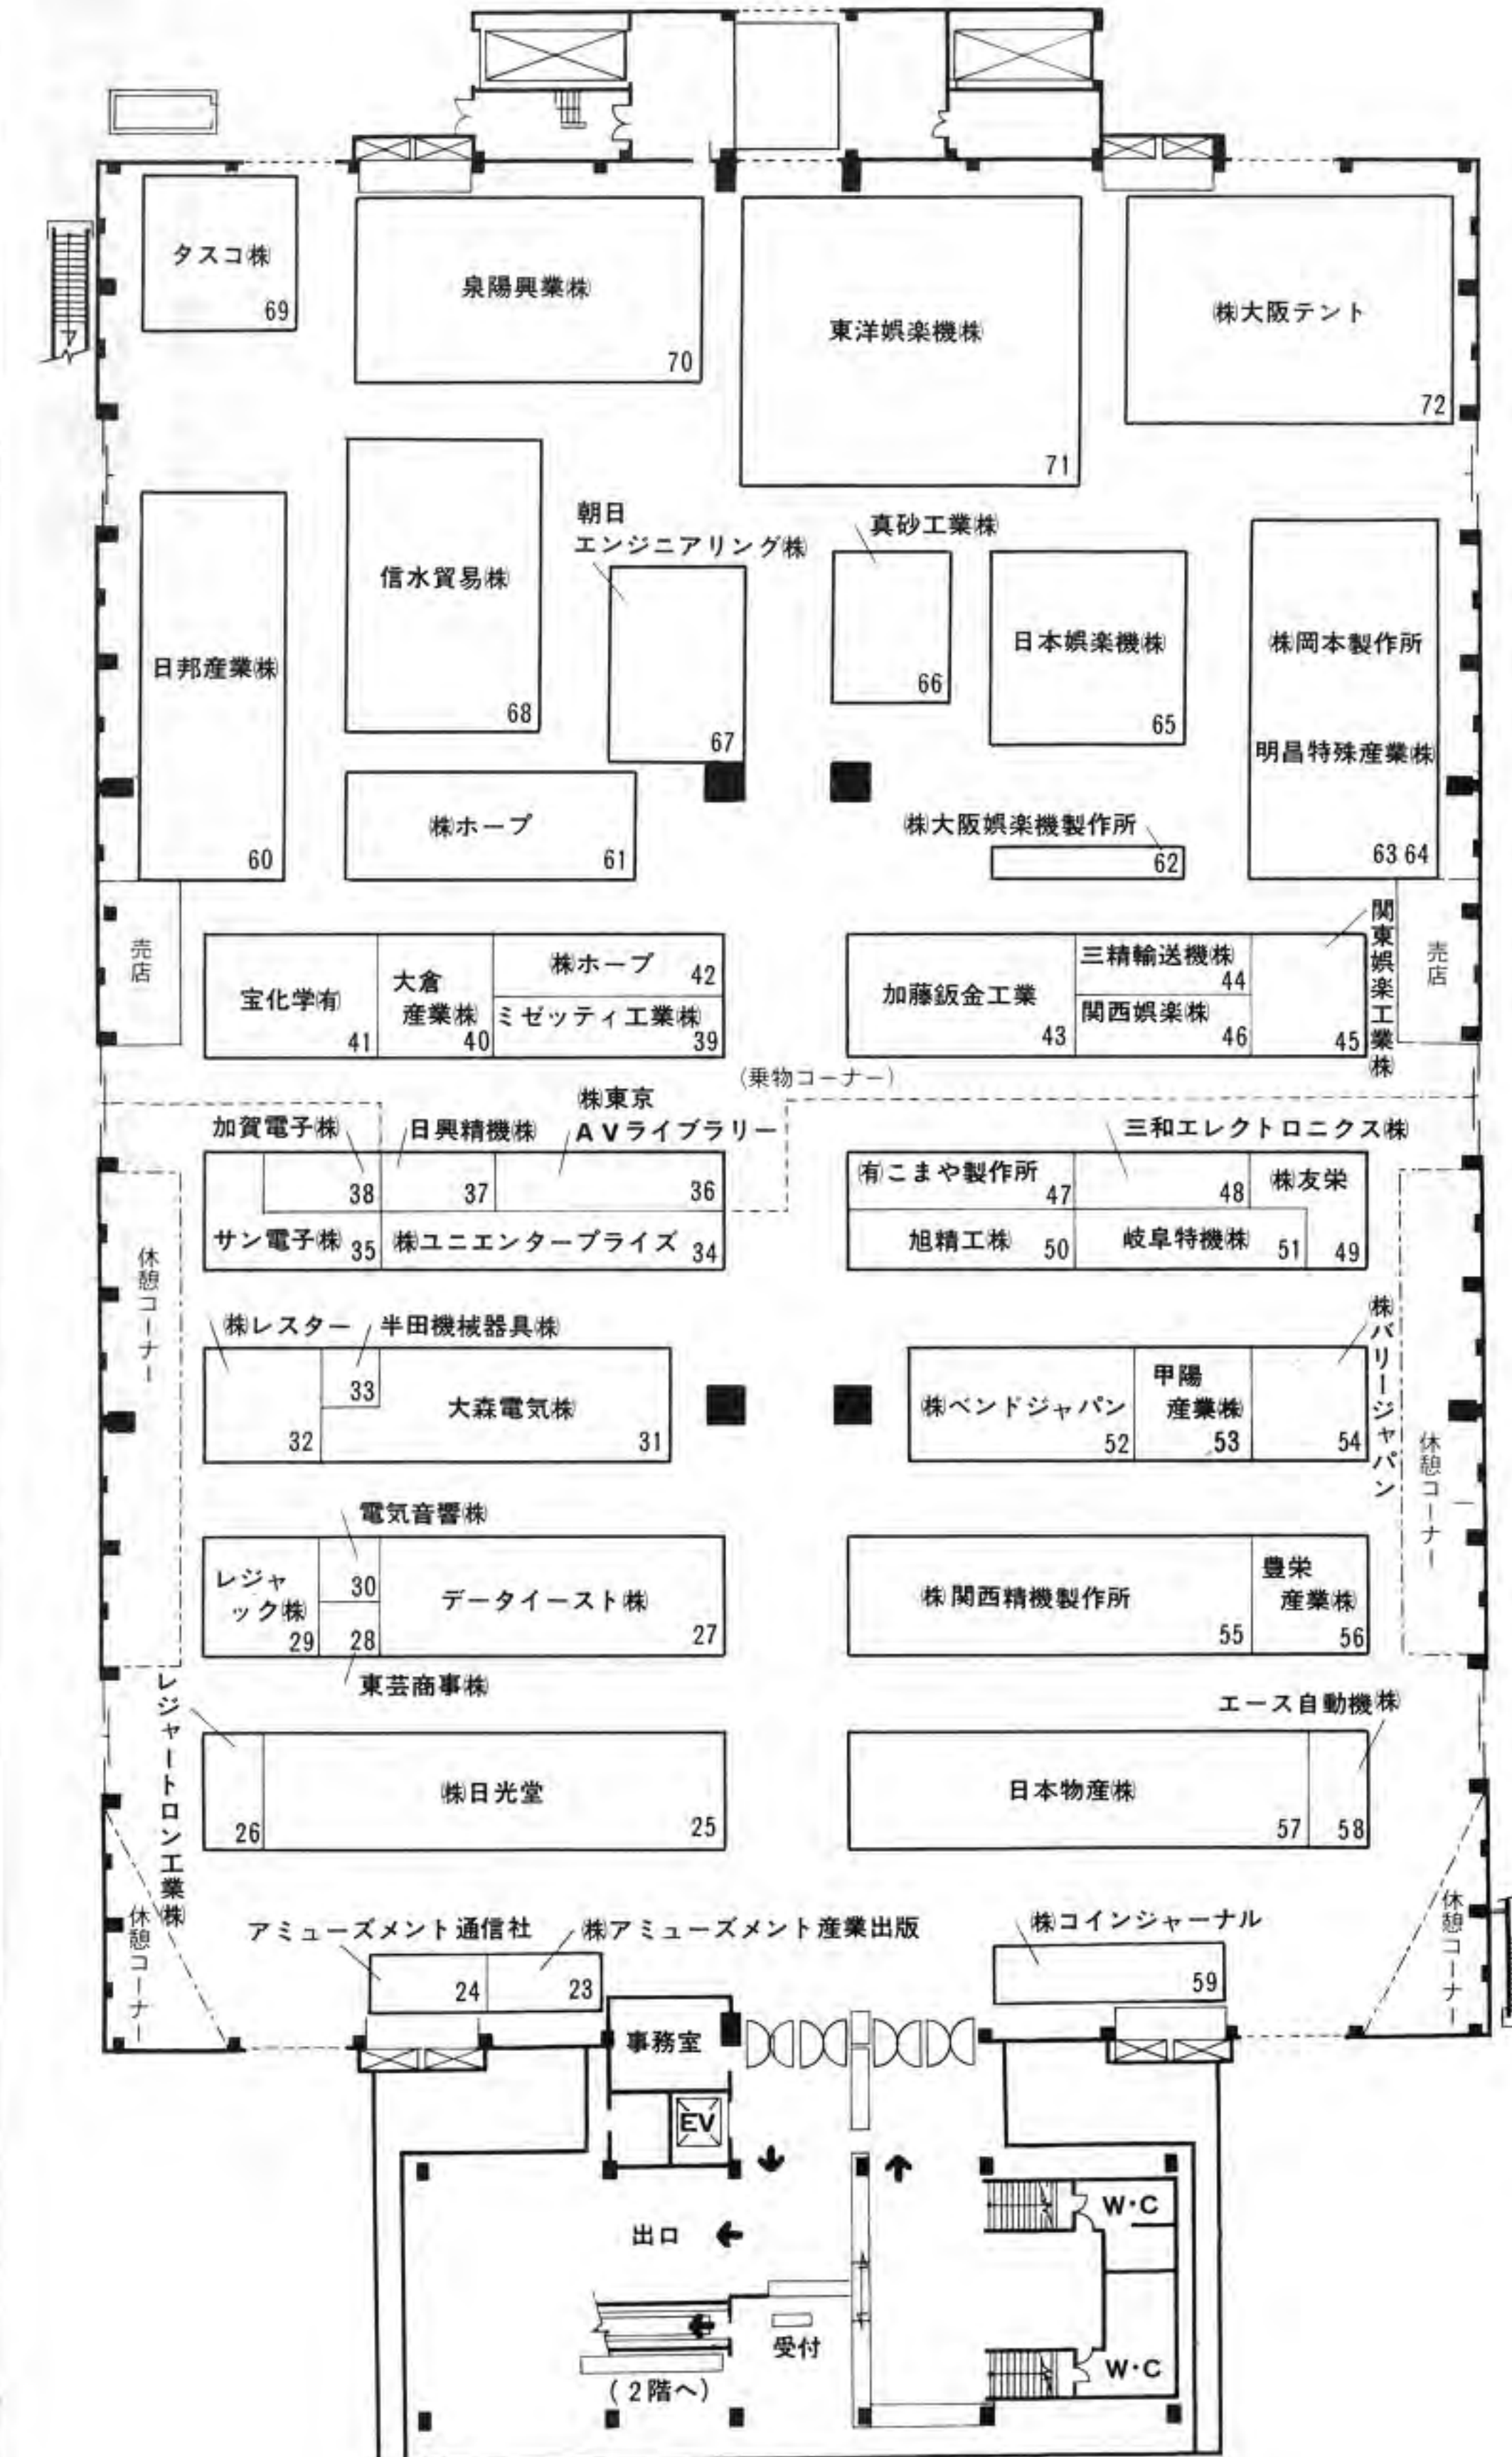 タスコ㈱
69
泉陽興業㈱
70
東洋娯楽機㈱
71
㈱大阪テント
72
日邦産業㈱
60
信水貿易㈱
68
朝日
エンジニアリング㈱
67
真砂工業㈱
66
日本娯楽機㈱
65
㈱岡本製作所
明昌特殊産業㈱
63 64
㈱ホープ
61
㈱大阪娯楽機製作所
62
売店
宝化学㈲
41
大倉
産業㈱
40
㈱ホープ
42
ミゼッティ工業㈱
39
加藤鈑金工業
43
三精輸送機㈱
44
関西娯楽㈱
46
45
関東娯楽工業㈱
売店
(乗物コーナー)
加賀電子㈱
38
日興精機㈱
37
㈱東京
AVライブラリー
36
サン電子㈱
35
㈱ユニエンタープライズ
34
㈲こまや製作所
47
三和エレクトロニクス㈱
48
㈱友栄
49
旭精工㈱
50
岐阜特機㈱
51
休憩コーナー
㈱レスター
32
半田機械器具㈱
33
大森電気㈱
31
㈱ベンドジャパン
52
甲陽
産業㈱
53
54
㈱バリージャパン
休憩コーナー
電気音響㈱
30
レジャ
ック㈱
29
28
東芸商事㈱
データイースト㈱
27
㈱関西精機製作所
55
豊栄
産業㈱
56
レジャートロン工業㈱
26
㈱日光堂
25
日本物産㈱
57
エース自動機㈱
58
休憩コーナー
アミューズメント通信社
24
㈱アミューズメント産業出版
23
㈱コインジャーナル
59
休憩コーナー
事務室
EV
出口
W・C
受付
(2階へ)
W・C